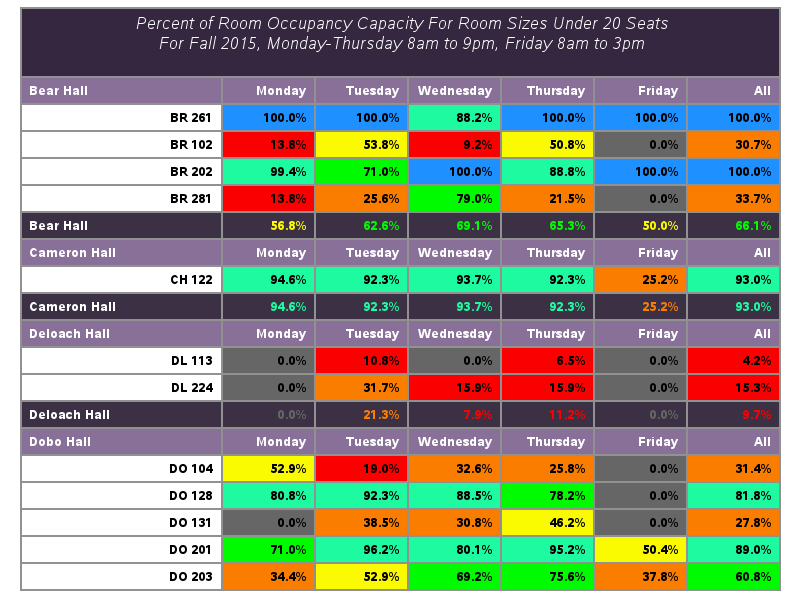 Percent of Room Occupancy Capacity For Room Sizes Under 20 Seats
For Fall 2015, Monday-Thursday 8am to 9pm, Friday 8am to 3pm
Bear Hall Monday Tuesday Wednesday Thursday Friday All
BR 261 100.0% 100.0% 88.2% 100.0% 100.0% 100.0%
BR 102 13.8% 53.8% 9.2% 50.8% 0.0% 30.7%
BR 202 99.4% 71.0% 100.0% 88.8% 100.0% 100.0%
BR 281 13.8% 25.6% 79.0% 21.5% 0.0% 33.7%
Bear Hall 56.8% 62.6% 69.1% 65.3% 50.0% 66.1%
Cameron Hall Monday Tuesday Wednesday Thursday Friday All
CH 122 94.6% 92.3% 93.7% 92.3% 25.2% 93.0%
Cameron Hall 94.6% 92.3% 93.7% 92.3% 25.2% 93.0%
Deloach Hall Monday Tuesday Wednesday Thursday Friday All
DL 113 0.0% 10.8% 0.0% 6.5% 0.0% 4.2%
DL 224 0.0% 31.7% 15.9% 15.9% 0.0% 15.3%
Deloach Hall 0.0% 21.3% 7.9% 11.2% 0.0% 9.7%
Dobo Hall Monday Tuesday Wednesday Thursday Friday All
DO 104 52.9% 19.0% 32.6% 25.8% 0.0% 31.4%
DO 128 80.8% 92.3% 88.5% 78.2% 0.0% 81.8%
DO 131 0.0% 38.5% 30.8% 46.2% 0.0% 27.8%
DO 201 71.0% 96.2% 80.1% 95.2% 50.4% 89.0%
DO 203 34.4% 52.9% 69.2% 75.6% 37.8% 60.8%